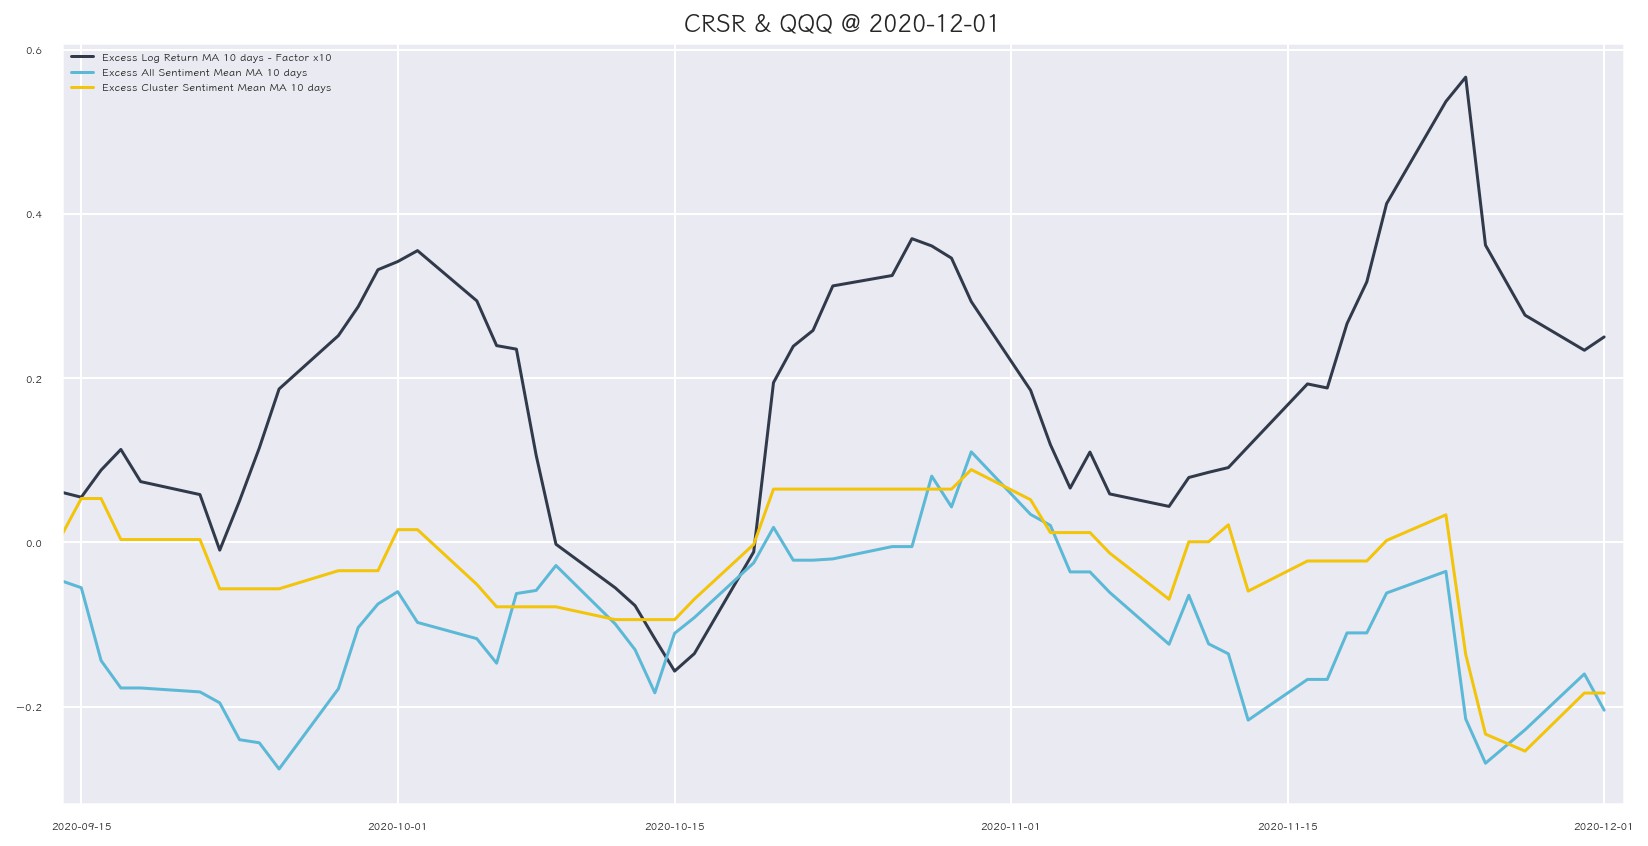 CRSR & QQQ @ 2020-12-01
0.6
Excess Log Return MA 10 days - Factor x10
Excess All Sentiment Mean MA 10 days
Excess Cluster Sentiment Mean MA 10 days
0.4
0.2
0.0
−0.2
2020-09-15 2020-10-01 2020-10-15 2020-11-01 2020-11-15 2020-12-01